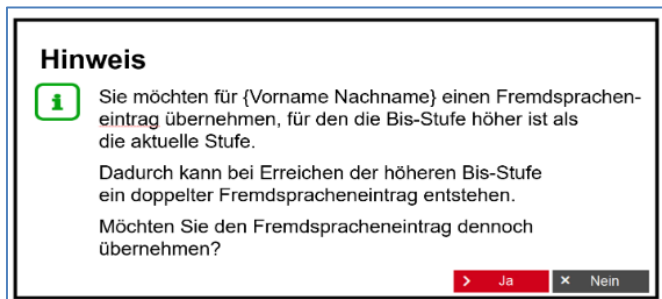 Hinweis
Sie möchten für {Vorname Nachname} einen Fremdsprachen-
eintrag übernehmen, für den die Bis-Stufe höher ist als
die aktuelle Stufe.
Dadurch kann bei Erreichen der höheren Bis-Stufe
ein doppelter Fremdspracheneintrag entstehen.
Möchten Sie den Fremdspracheneintrag dennoch
übernehmen?
Ja
Nein